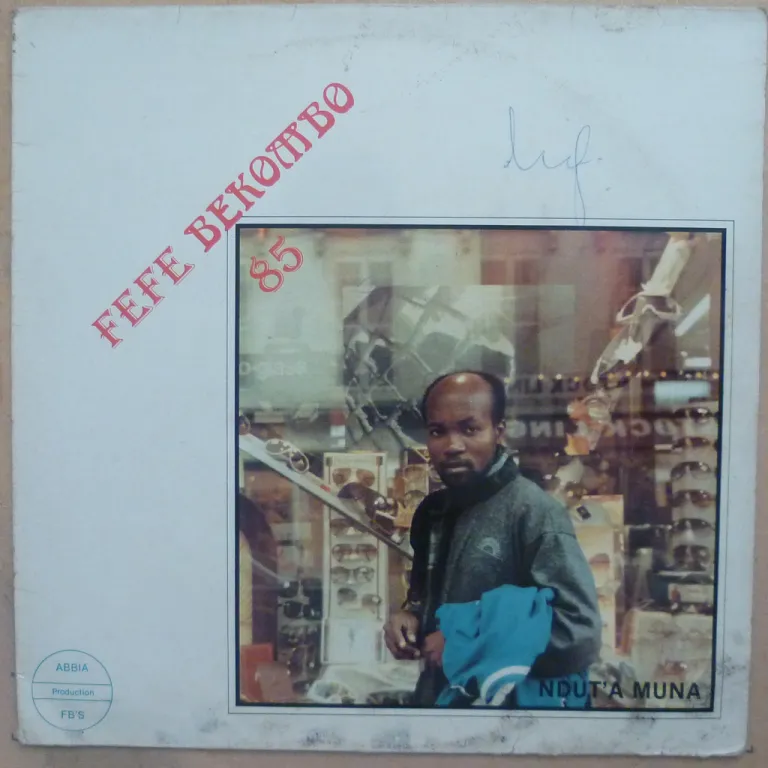 FEFE BEKOMBO
85
NDUT'A MUNA
ABBIA
Production
FB'S